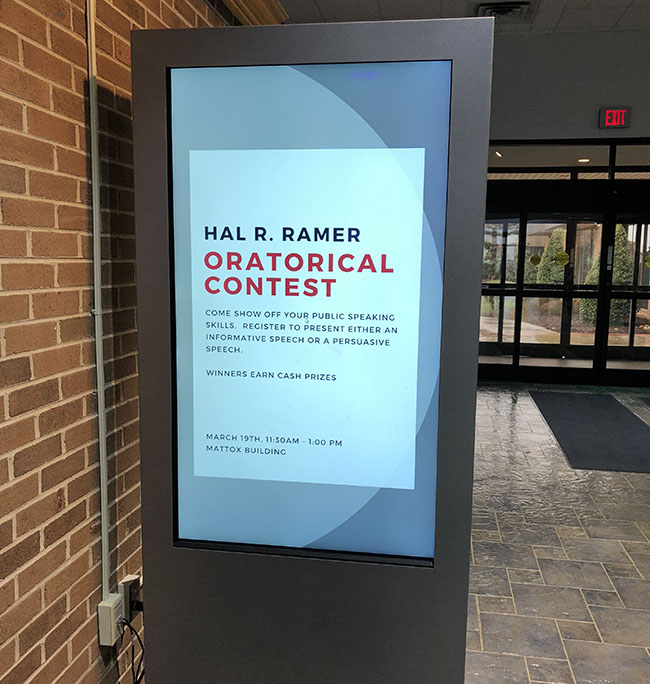 EXIT
HAL R. RAMER
ORATORICAL
CONTEST
COME SHOW OFF YOUR PUBLIC SPEAKING
SKILLS. REGISTER TO PRESENT EITHER AN
INFORMATIVE SPEECH OR A PERSUASIVE
SPEECH.
WINNERS EARN CASH PRIZES
MARCH 19TH, 11:30AM - 1:00 PM
MATTOX BUILDING